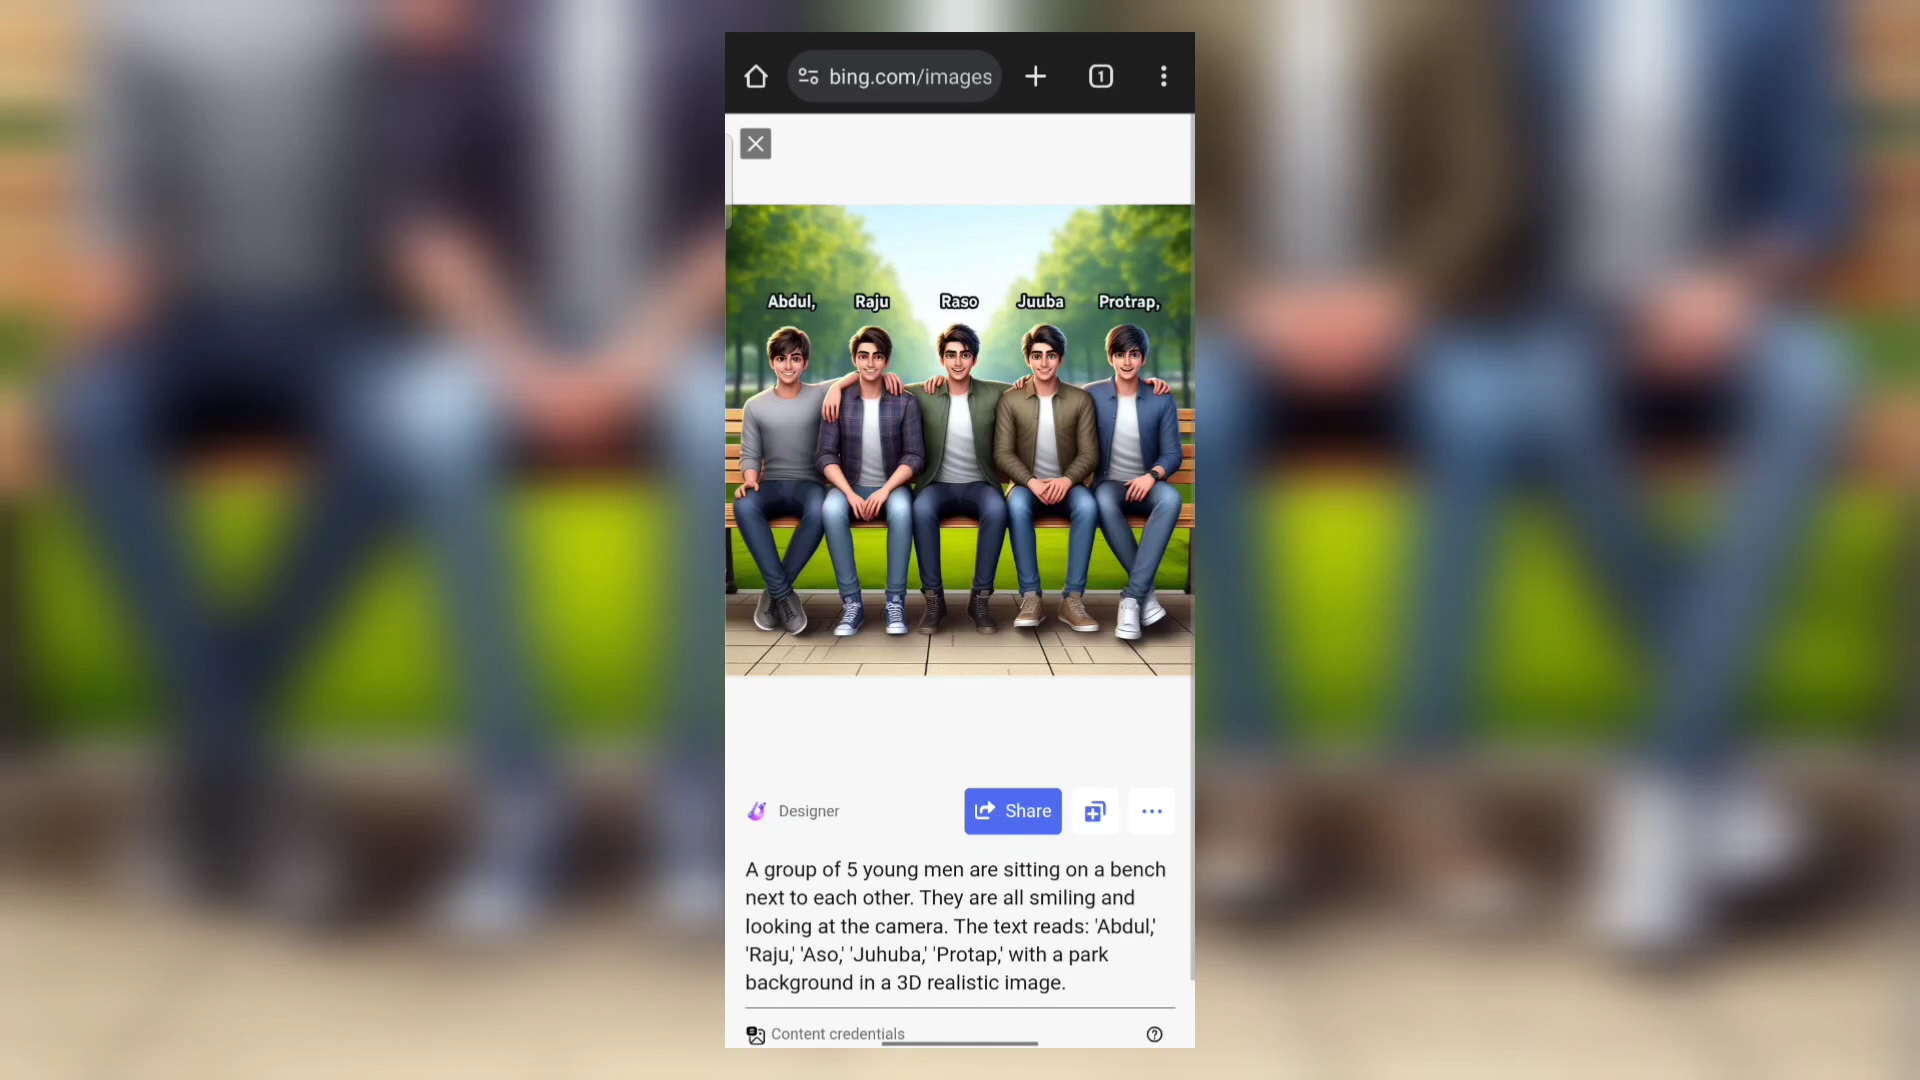 bing.com/images
1
Abdul, Raju Raso Juuba Protrap,
Designer
Share
A group of 5 young men are sitting on a bench
next to each other. They are all smiling and
looking at the camera. The text reads: 'Abdul,'
'Raju,' 'Aso,' 'Juhuba,' 'Protap,' with a park
background in a 3D realistic image.
Content credentials